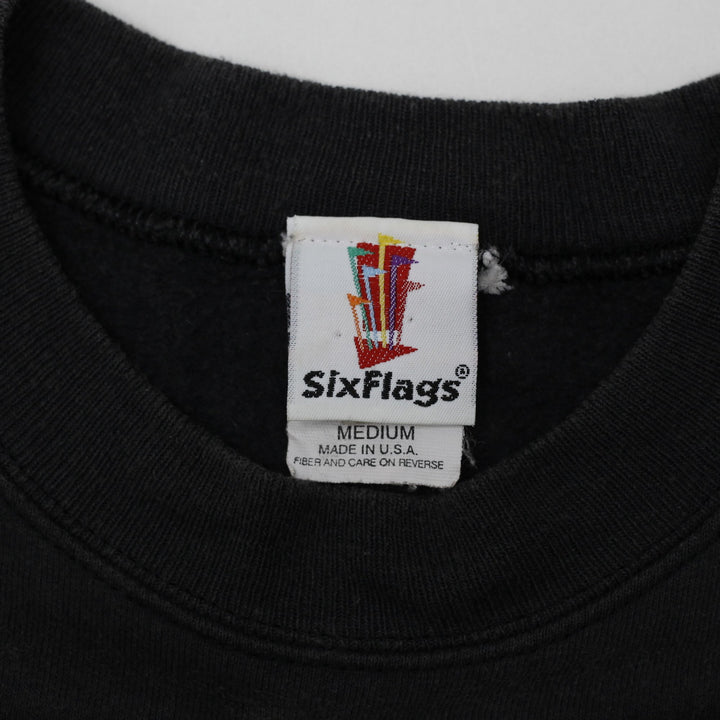 SixFlags®
MEDIUM
MADE IN U.S.A.
FIBER AND CARE ON REVERSE